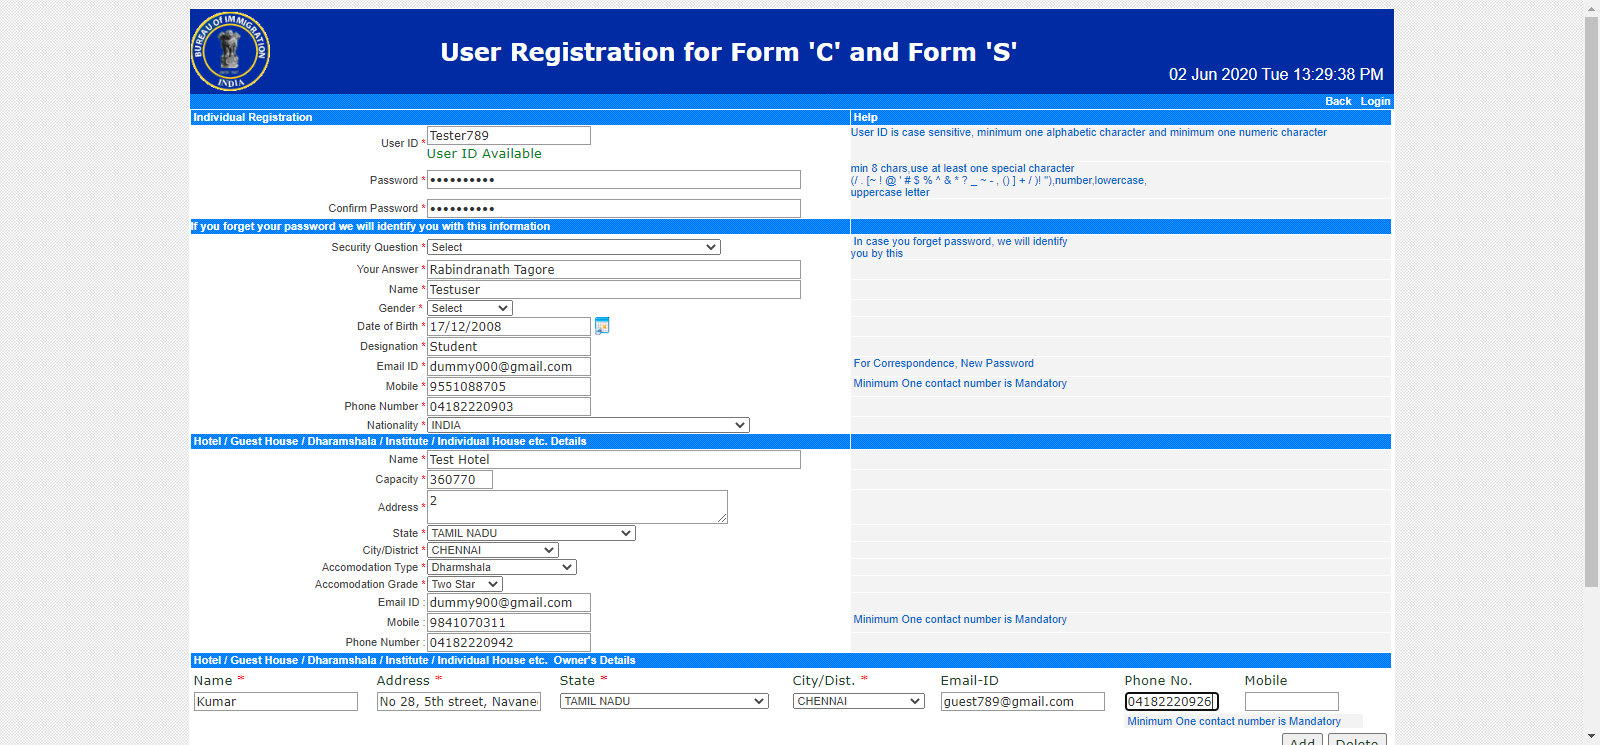 BUREAU OF IMMIGRATION
INDIA
User Registration for Form 'C' and Form 'S'
02 Jun 2020 Tue 13:29:38 PM
Back Login
Individual Registration Help
User ID * Tester789 User ID is case sensitive, minimum one alphabetic character and minimum one numeric character
User ID Available
min 8 chars,use at least one special character
Password * •••••••••• (/ . [~ ! @ ' # $ % ^ & * ? _ ~ - , () ] + / )! "),number,lowercase,
uppercase letter
Confirm Password * ••••••••••
If you forget your password we will identify you with this information
Security Question * Select In case you forget password, we will identify
you by this
Your Answer * Rabindranath Tagore
Name * Testuser
Gender * Select
Date of Birth * 17/12/2008
Designation * Student
Email ID * dummy000@gmail.com For Correspondence, New Password
Mobile * 9551088705 Minimum One contact number is Mandatory
Phone Number * 04182220903
Nationality * INDIA
Hotel / Guest House / Dharamshala / Institute / Individual House etc. Details
Name * Test Hotel
Capacity * 360770
Address * 2
State * TAMIL NADU
City/District * CHENNAI
Accomodation Type * Dharmshala
Accomodation Grade * Two Star
Email ID : dummy900@gmail.com
Mobile : 9841070311 Minimum One contact number is Mandatory
Phone Number : 04182220942
Hotel / Guest House / Dharamshala / Institute / Individual House etc. Owner's Details
Name * Address * State * City/Dist. * Email-ID Phone No. Mobile
Kumar No 28, 5th street, Navanee TAMIL NADU CHENNAI guest789@gmail.com 04182220926
Minimum One contact number is Mandatory
Add Delete